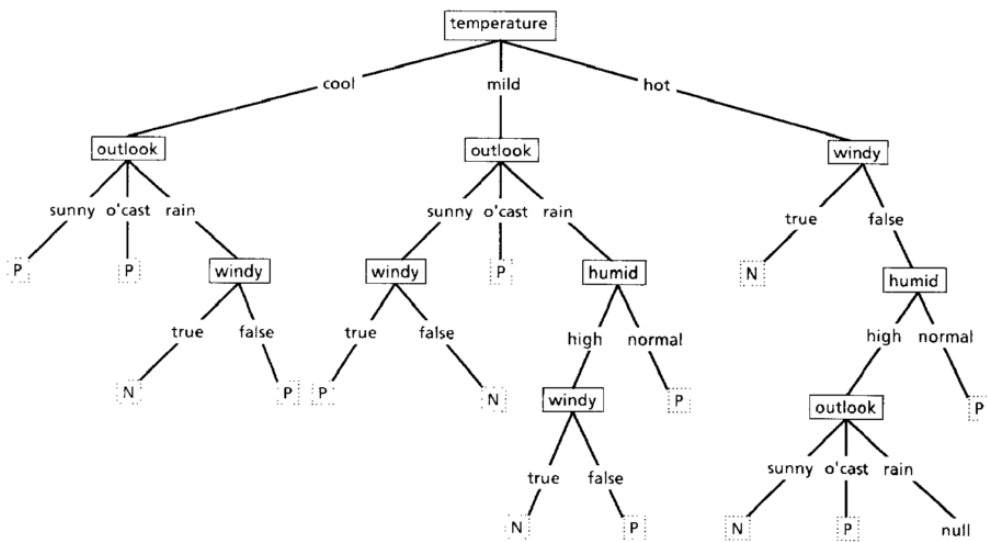 temperature
cool mild hot
outlook outlook windy
sunny o'cast rain sunny o'cast rain true false
P P windy windy P humid N humid
true false true false high normal high normal
N P P N windy P outlook P
true false sunny o'cast rain
N P N P null